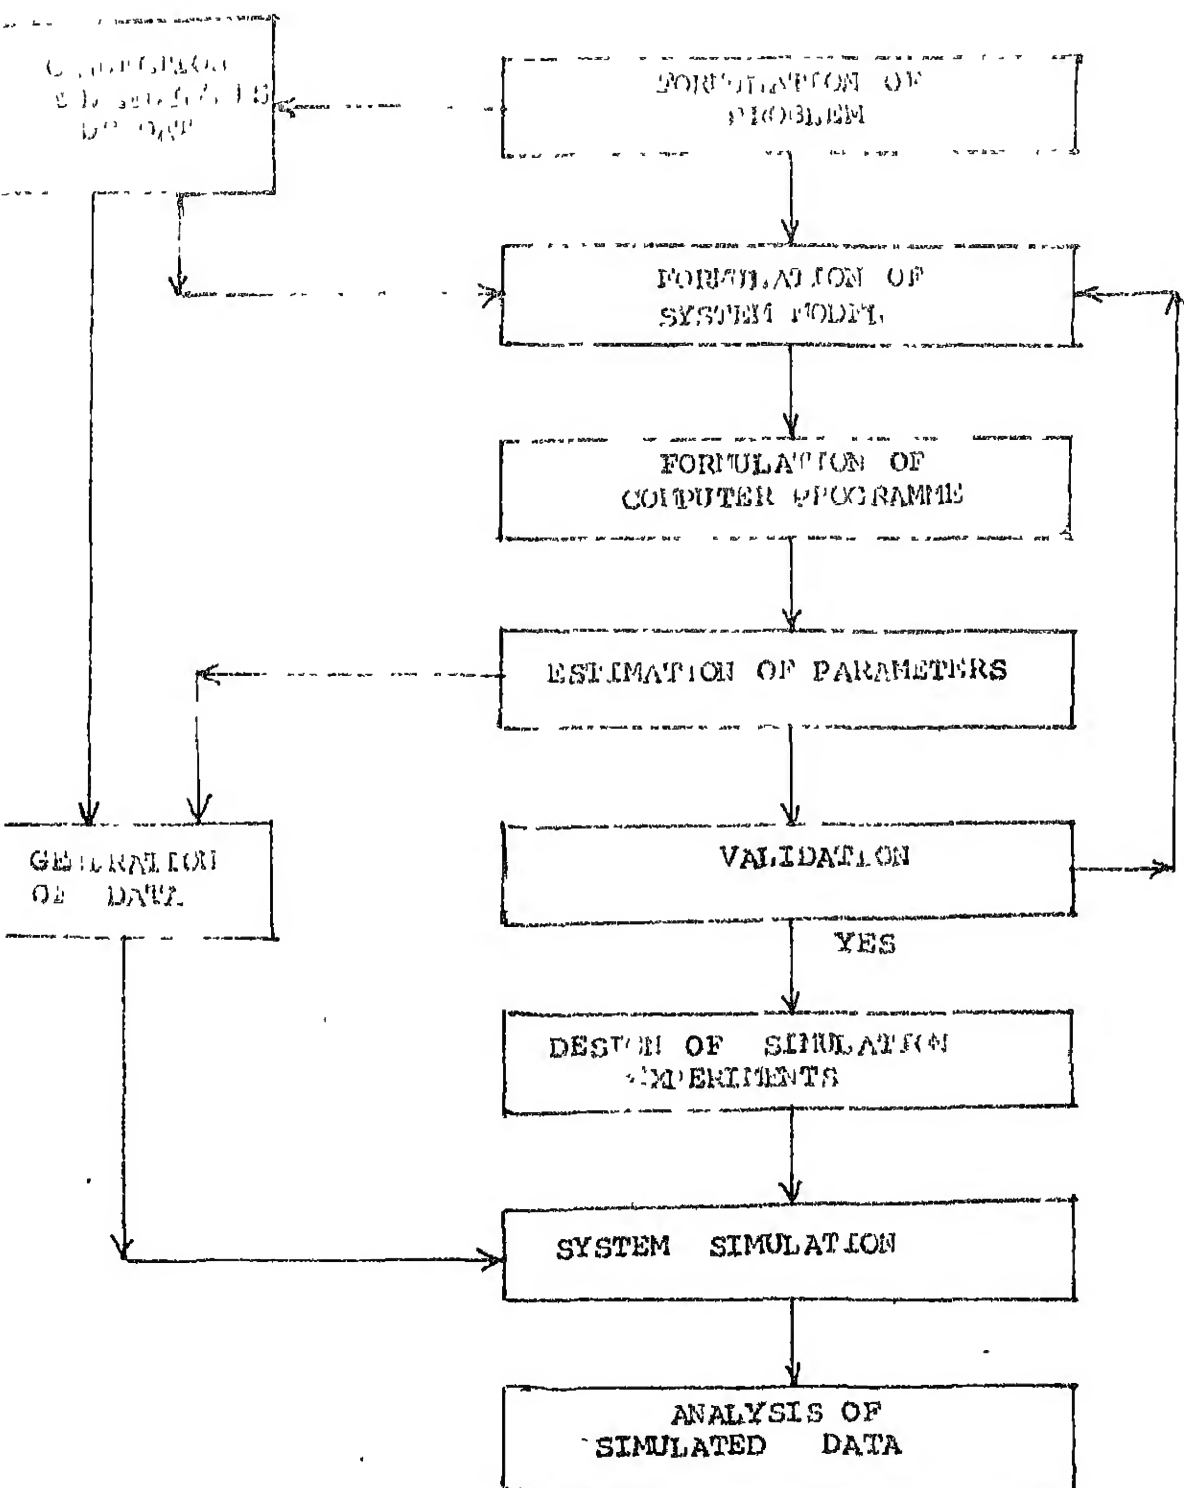 FORMULATION OF
PROBLEM
FORMULATION OF
SYSTEM MODEL
FORMULATION OF
COMPUTER PROGRAMME
ESTIMATION OF PARAMETERS
GENERATION
OF DATA
VALIDATION
YES
DESIGN OF SIMULATION
EXPERIMENTS
SYSTEM SIMULATION
ANALYSIS OF
SIMULATED DATA